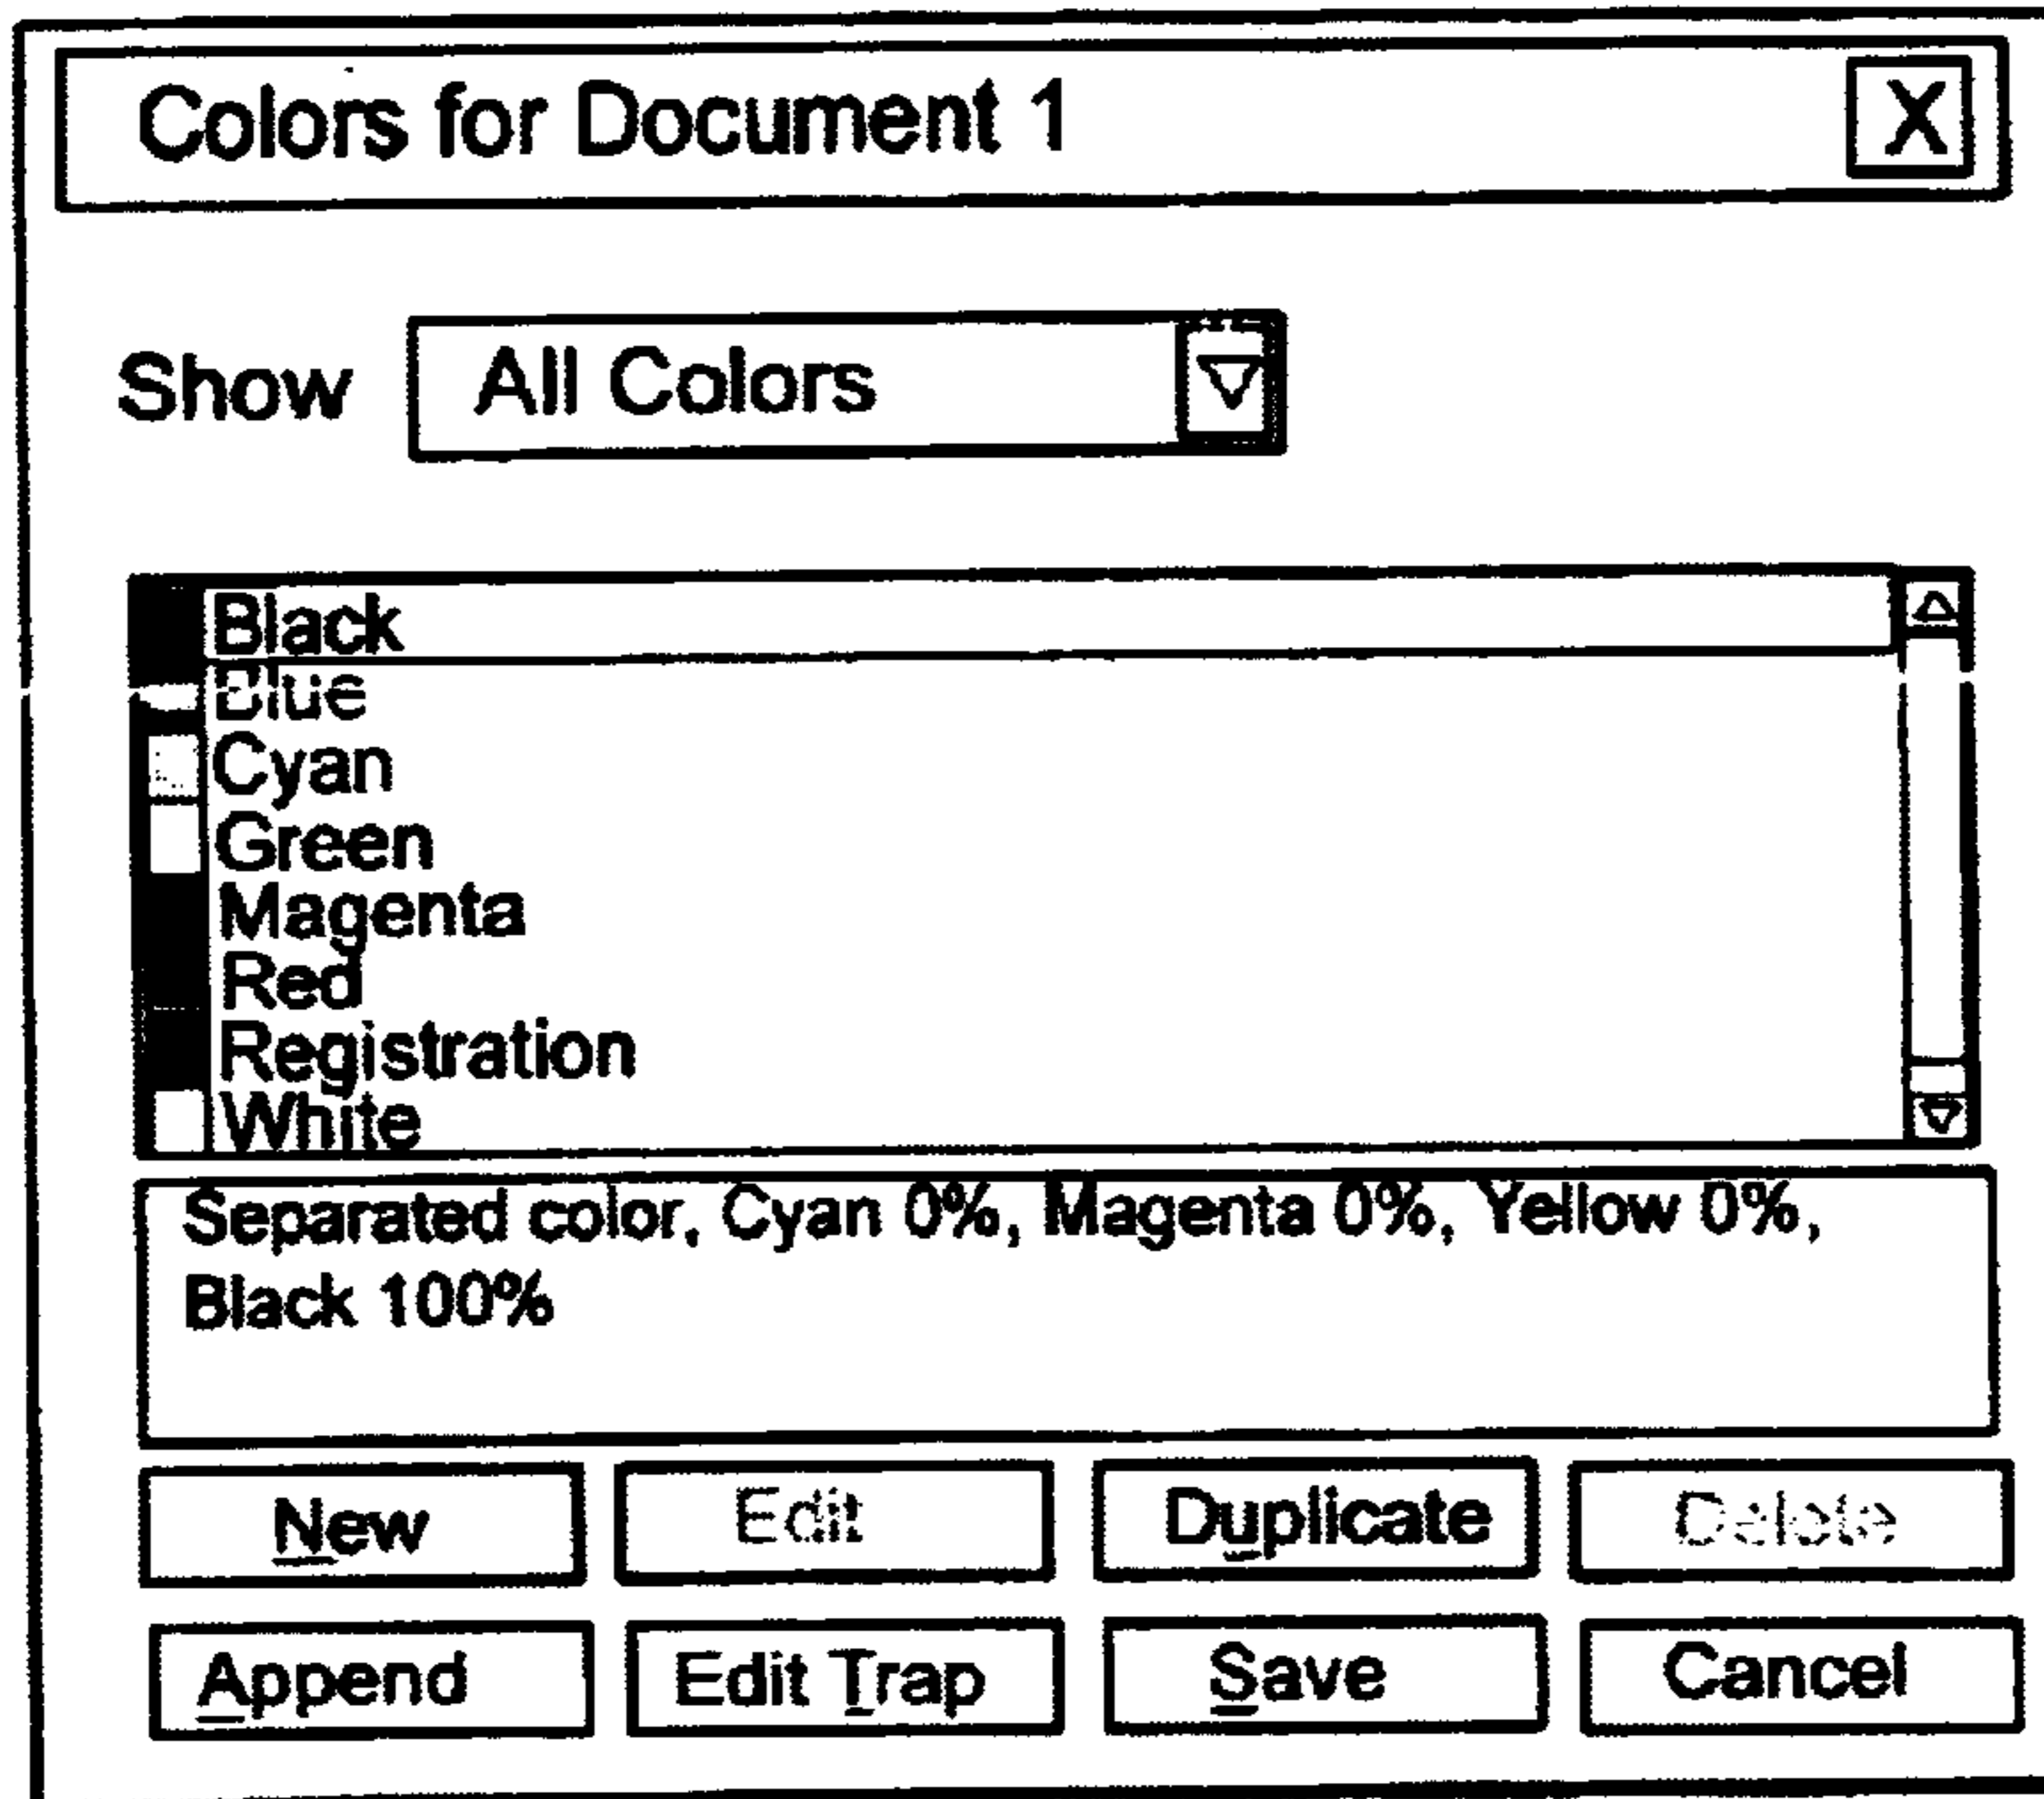 Colors for Document 1 X
Show All Colors
Black
Blue
Cyan
Green
Magenta
Red
Registration
White
Separated color, Cyan 0%, Magenta 0%, Yellow 0%,
Black 100%
New Edit Duplicate Delete
Append Edit Trap Save Cancel